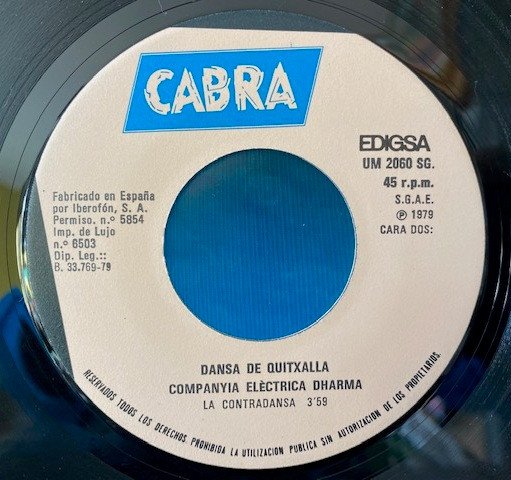 CABRA
EDIGSA
UM 2060 SG.
45 r.p.m.
S.G.A.E.
Ⓟ 1979
CARA DOS:
Fabricado en España
por Iberofón, S. A.
Permiso. n.º 5854
Imp. de Lujo
n.º 6503
Dip. Leg.::
B. 33.769-79
DANSA DE QUITXALLA
COMPANYIA ELÈCTRICA DHARMA
LA CONTRADANSA 3'59
RESERVADOS TODOS LOS DERECHOS PROHIBIDA LA UTILIZACION PUBLICA SIN AUTORIZACION DE LOS PROPIETARIOS.